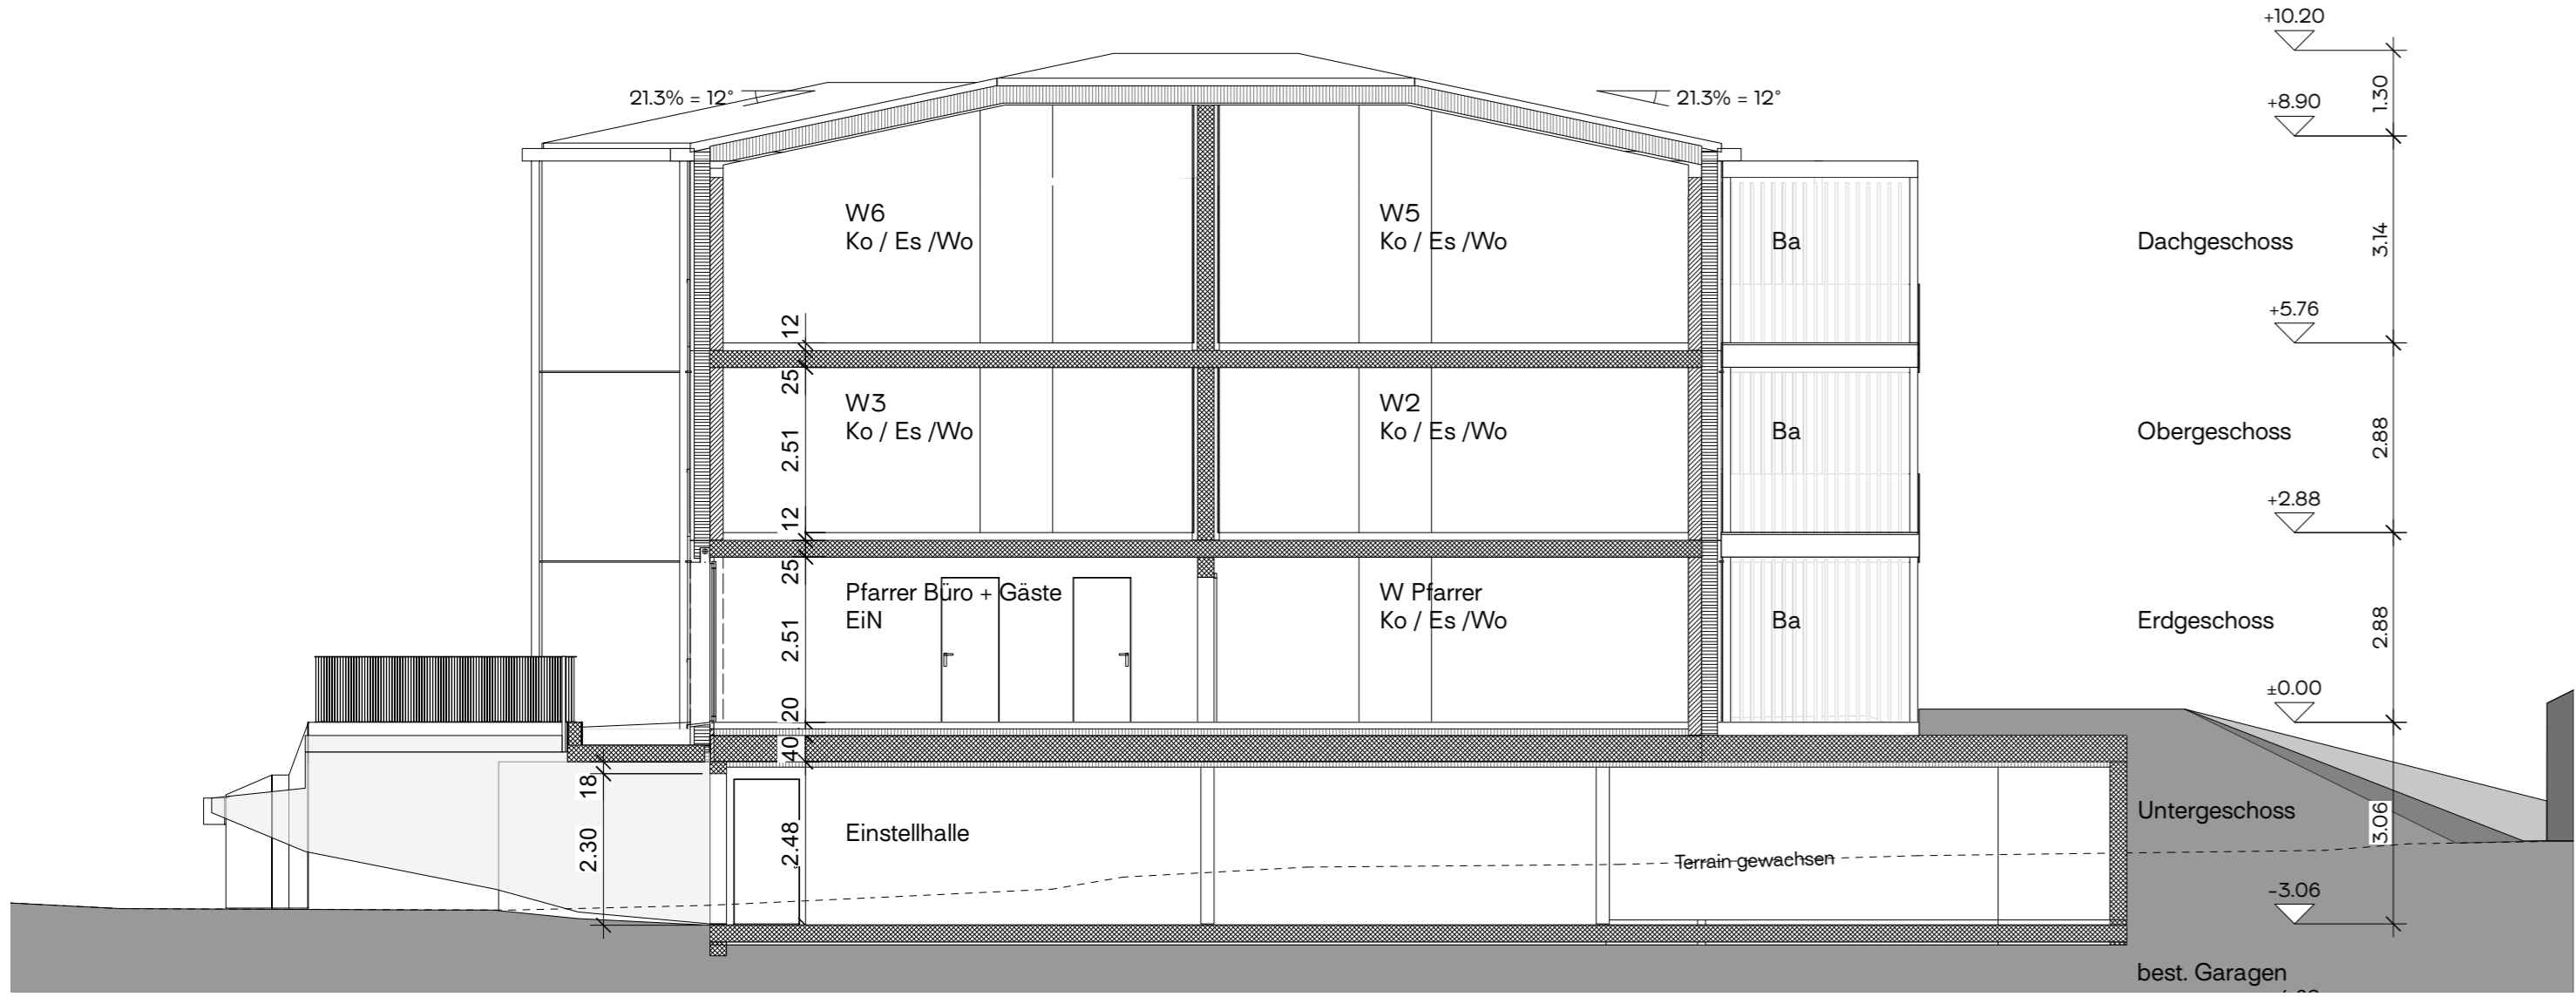 +10.20
21.3% = 12°
21.3% = 12°
+8.90
1.30
W6
Ko / Es /Wo
W5
Ko / Es /Wo
Ba
Dachgeschoss
3.14
12
+5.76
25
W3
Ko / Es /Wo
W2
Ko / Es /Wo
Ba
Obergeschoss
2.51
2.88
12
+2.88
25
Pfarrer Büro + Gäste
EiN
W Pfarrer
Ko / Es /Wo
Ba
Erdgeschoss
2.51
2.88
20
±0.00
40
18
Einstellhalle
Untergeschoss
2.30
2.48
3.06
Terrain gewachsen
-3.06
best. Garagen